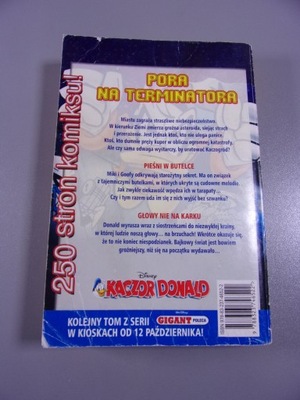 250 stron komiksu!
PORA
NA TERMINATORA
Miastu zagraża straszliwe niebezpieczeństwo.
W kierunku Ziemi zmierza groźna asteroida, siejąc strach
i przerażenie. Jest jednak ktoś, kto nie ulega panice.
Ktoś, kto dumnie pręży kuper w obliczu ogromnej katastrofy.
Ale czy sama odwaga wystarczy, by uratować Kaczogród?
PIEŚNI W BUTELCE
Miki i Goofy odkrywają starożytny sekret. Ma on związek
z tajemniczymi butelkami, w których ukryte są cudowne melodie.
Jak zwykle ciekawość wpędza ich w tarapaty...
Czy i tym razem uda im się z nich wyjść bez szwanku?
GŁOWY NIE NA KARKU
Donald wyrusza wraz z siostrzeńcami do niezwykłej krainy,
w której ludzie noszą głowy... na brzuchach! Wkrótce okazuje się,
że to nie koniec niespodzianek. Bajkowy świat jest bowiem
groźniejszy, niż się na początku wydawało...
Disney
KACZOR DONALD
KOLEJNY TOM Z SERII
GIGANT POLECA
W KIOSKACH OD 12 PAŹDZIERNIKA!